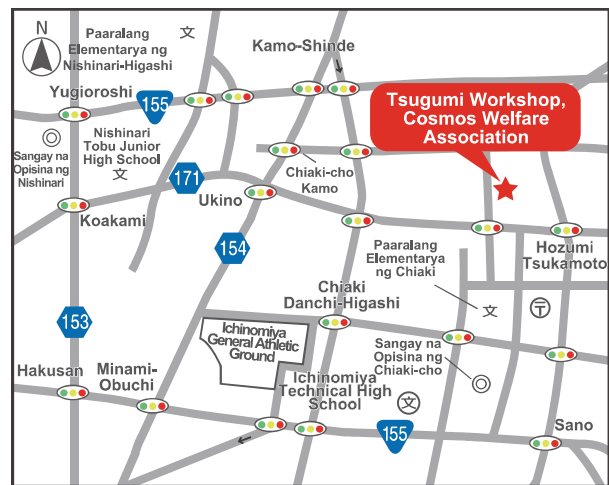 N
Paaralang
Elementarya ng
Nishinari-Higashi
文
Kamo-Shinde
Yugioroshi
155
Tsugumi Workshop,
Cosmos Welfare
Association
Sangay na
Opisina ng
Nishinari
Nishinari
Tobu Junior
High School
文
171
Chiaki-cho
Kamo
Koakami
Ukino
154
Hozumi
Tsukamoto
Paaralang
Elementarya
ng Chiaki
文
〒
Chiaki
Danchi-Higashi
153
Ichinomiya
General Athletic
Ground
Sangay na
Opisina ng
Chiaki-cho
Hakusan
Minami-
Obuchi
Ichinomiya
Technical High
School
文
155
Sano